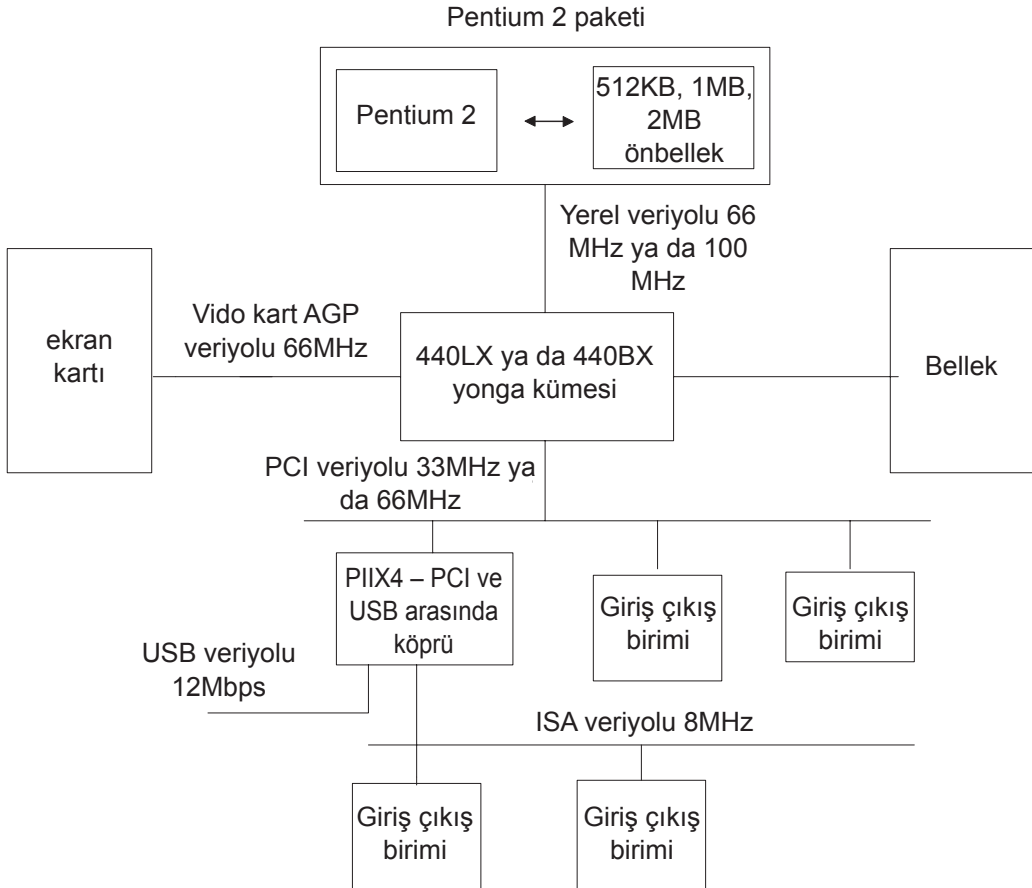 Pentium 2 paketi
Pentium 2
512KB, 1MB,
2MB
önbellek
Yerel veriyolu 66
MHz ya da 100
MHz
ekran
kartı
Vido kart AGP
veriyolu 66MHz
440LX ya da 440BX
yonga kümesi
Bellek
PCI veriyolu 33MHz ya
da 66MHz
PIIX4 – PCI ve
USB arasında
köprü
Giriş çıkış
birimi
Giriş çıkış
birimi
USB veriyolu
12Mbps
ISA veriyolu 8MHz
Giriş çıkış
birimi
Giriş çıkış
birimi